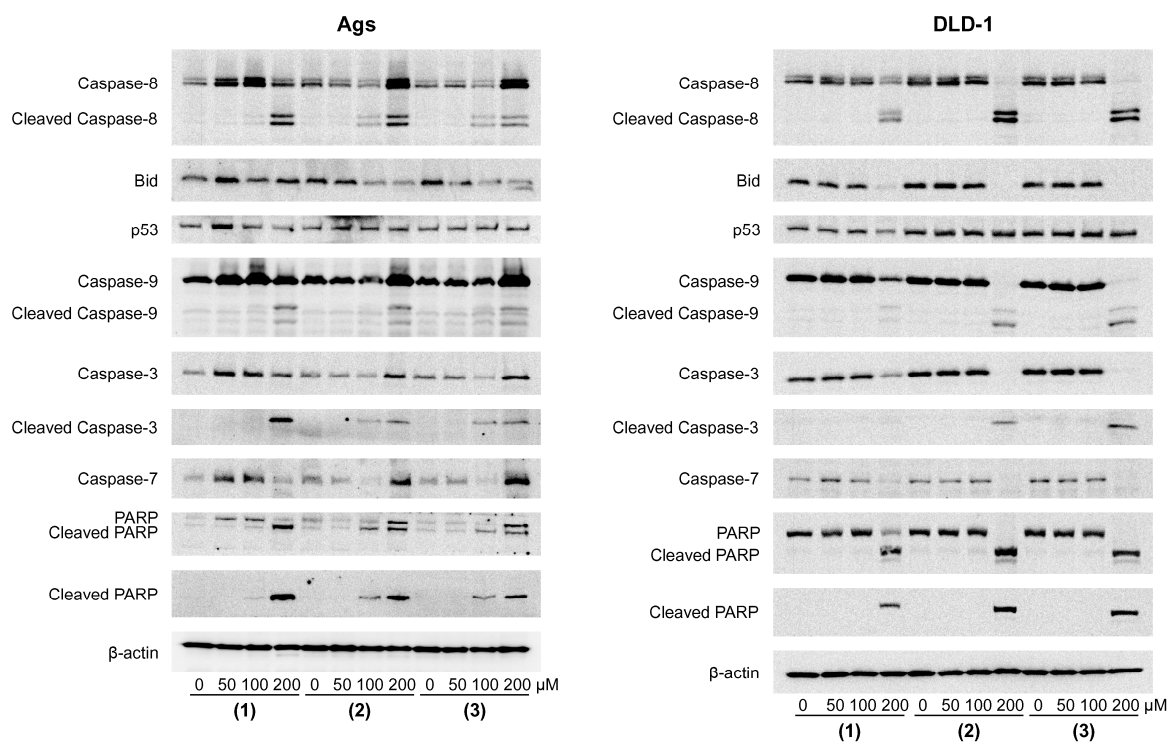 Ags
Caspase-8
Cleaved Caspase-8
Bid
p53
Caspase-9
Cleaved Caspase-9
Caspase-3
Cleaved Caspase-3
Caspase-7
PARP
Cleaved PARP
Cleaved PARP
β-actin
0 50 100 200 0 50 100 200 0 50 100 200 μM
(1) (2) (3)
DLD-1
Caspase-8
Cleaved Caspase-8
Bid
p53
Caspase-9
Cleaved Caspase-9
Caspase-3
Cleaved Caspase-3
Caspase-7
PARP
Cleaved PARP
Cleaved PARP
β-actin
0 50 100 200 0 50 100 200 0 50 100 200 μM
(1) (2) (3)